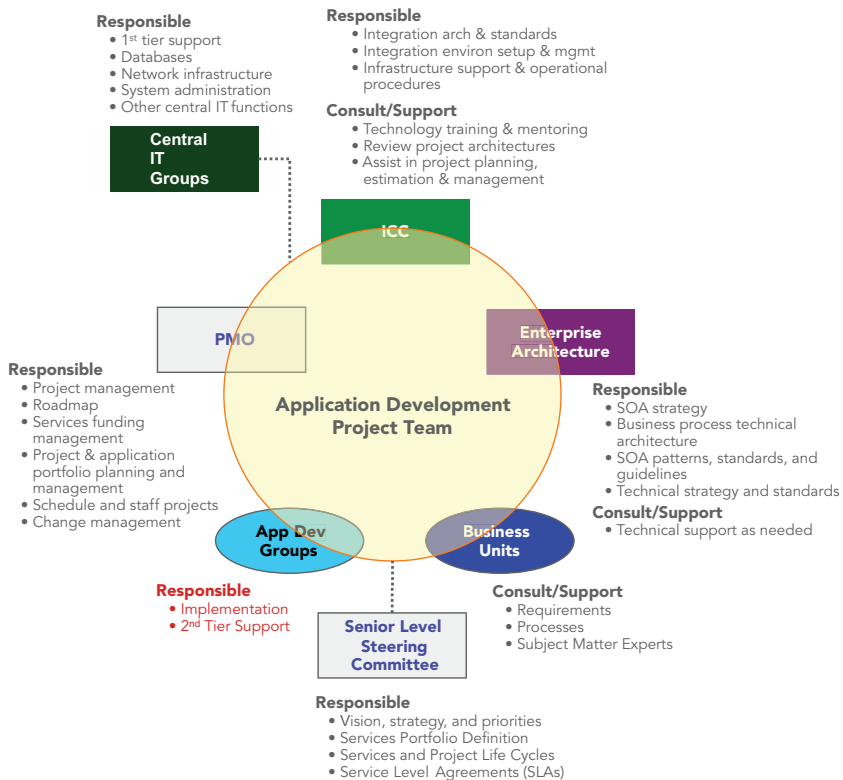 Responsible
• 1st tier support
• Databases
• Network infrastructure
• System administration
• Other central IT functions
Central
IT
Groups
Responsible
• Integration arch & standards
• Integration environ setup & mgmt
• Infrastructure support & operational
procedures
Consult/Support
• Technology training & mentoring
• Review project architectures
• Assist in project planning,
estimation & management
ICC
PMO
Enterprise
Architecture
Responsible
• Project management
• Roadmap
• Services funding
management
• Project & application
portfolio planning and
management
• Schedule and staff projects
• Change management
Application Development
Project Team
Responsible
• SOA strategy
• Business process technical
architecture
• SOA patterns, standards, and
guidelines
• Technical strategy and standards
Consult/Support
• Technical support as needed
App Dev
Groups
Business
Units
Responsible
• Implementation
• 2nd Tier Support
Senior Level
Steering
Committee
Consult/Support
• Requirements
• Processes
• Subject Matter Experts
Responsible
• Vision, strategy, and priorities
• Services Portfolio Definition
• Services and Project Life Cycles
• Service Level Agreements (SLAs)